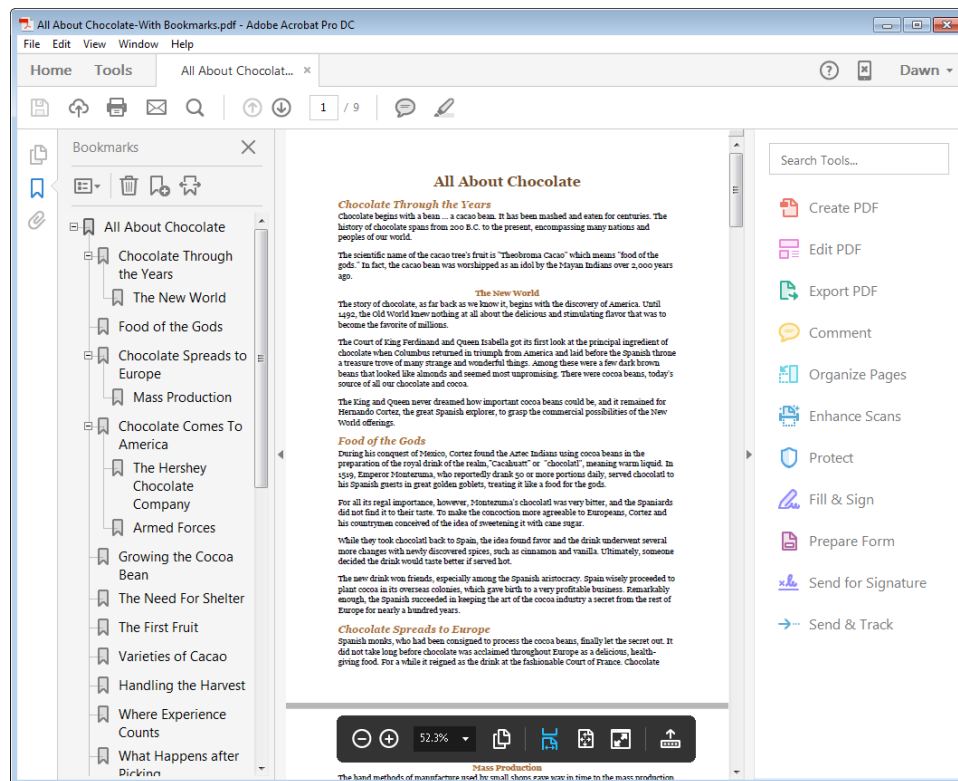 All About Chocolate-With Bookmarks.pdf - Adobe Acrobat Pro DC
File Edit View Window Help
Home Tools All About Chocolat... × Dawn
1 / 9
Bookmarks
All About Chocolate
Chocolate Through
the Years
The New World
Food of the Gods
Chocolate Spreads to
Europe
Mass Production
Chocolate Comes To
America
The Hershey
Chocolate
Company
Armed Forces
Growing the Cocoa
Bean
The Need For Shelter
The First Fruit
Varieties of Cacao
Handling the Harvest
Where Experience
Counts
What Happens after
Picking
All About Chocolate
Chocolate Through the Years
Chocolate begins with a bean ... a cacao bean. It has been mashed and eaten for centuries. The
history of chocolate spans from 200 B.C. to the present, encompassing many nations and
peoples of our world.
The scientific name of the cacao tree's fruit is "Theobroma Cacao" which means "food of the
gods." In fact, the cacao bean was worshipped as an idol by the Mayan Indians over 2,000 years
ago.
The New World
The story of chocolate, as far back as we know it, begins with the discovery of America. Until
1492, the Old World knew nothing at all about the delicious and stimulating flavor that was to
become the favorite of millions.
The Court of King Ferdinand and Queen Isabella got its first look at the principal ingredient of
chocolate when Columbus returned in triumph from America and laid before the Spanish throne
a treasure trove of many strange and wonderful things. Among these were a few dark brown
beans that looked like almonds and seemed most unpromising. There were cocoa beans, today's
source of all our chocolate and cocoa.
The King and Queen never dreamed how important cocoa beans could be, and it remained for
Hernando Cortez, the great Spanish explorer, to grasp the commercial possibilities of the New
World offerings.
Food of the Gods
During his conquest of Mexico, Cortez found the Aztec Indians using cocoa beans in the
preparation of the royal drink of the realm,"Cacahuatt" or "chocolatl", meaning warm liquid. In
1519, Emperor Montezuma, who reportedly drank 50 or more portions daily, served chocolatl to
his Spanish guests in great golden goblets, treating it like a food for the gods.
For all its regal importance, however, Montezuma's chocolatl was very bitter, and the Spaniards
did not find it to their taste. To make the concoction more agreeable to Europeans, Cortez and
his countrymen conceived of the idea of sweetening it with cane sugar.
While they took chocolatl back to Spain, the idea found favor and the drink underwent several
more changes with newly discovered spices, such as cinnamon and vanilla. Ultimately, someone
decided the drink would taste better if served hot.
The new drink won friends, especially among the Spanish aristocracy. Spain wisely proceeded to
plant cocoa in its overseas colonies, which gave birth to a very profitable business. Remarkably
enough, the Spanish succeeded in keeping the art of the cocoa industry a secret from the rest of
Europe for nearly a hundred years.
Chocolate Spreads to Europe
Spanish monks, who had been consigned to process the cocoa beans, finally let the secret out. It
did not take long before chocolate was acclaimed throughout Europe as a delicious, health-
giving food. For a while it reigned as the drink at the fashionable Court of France. Chocolate
52.3%
Mass Production
The hand methods of manufacture used by small shops gave way in time to the mass production
Search Tools...
Create PDF
Edit PDF
Export PDF
Comment
Organize Pages
Enhance Scans
Protect
Fill & Sign
Prepare Form
Send for Signature
Send & Track